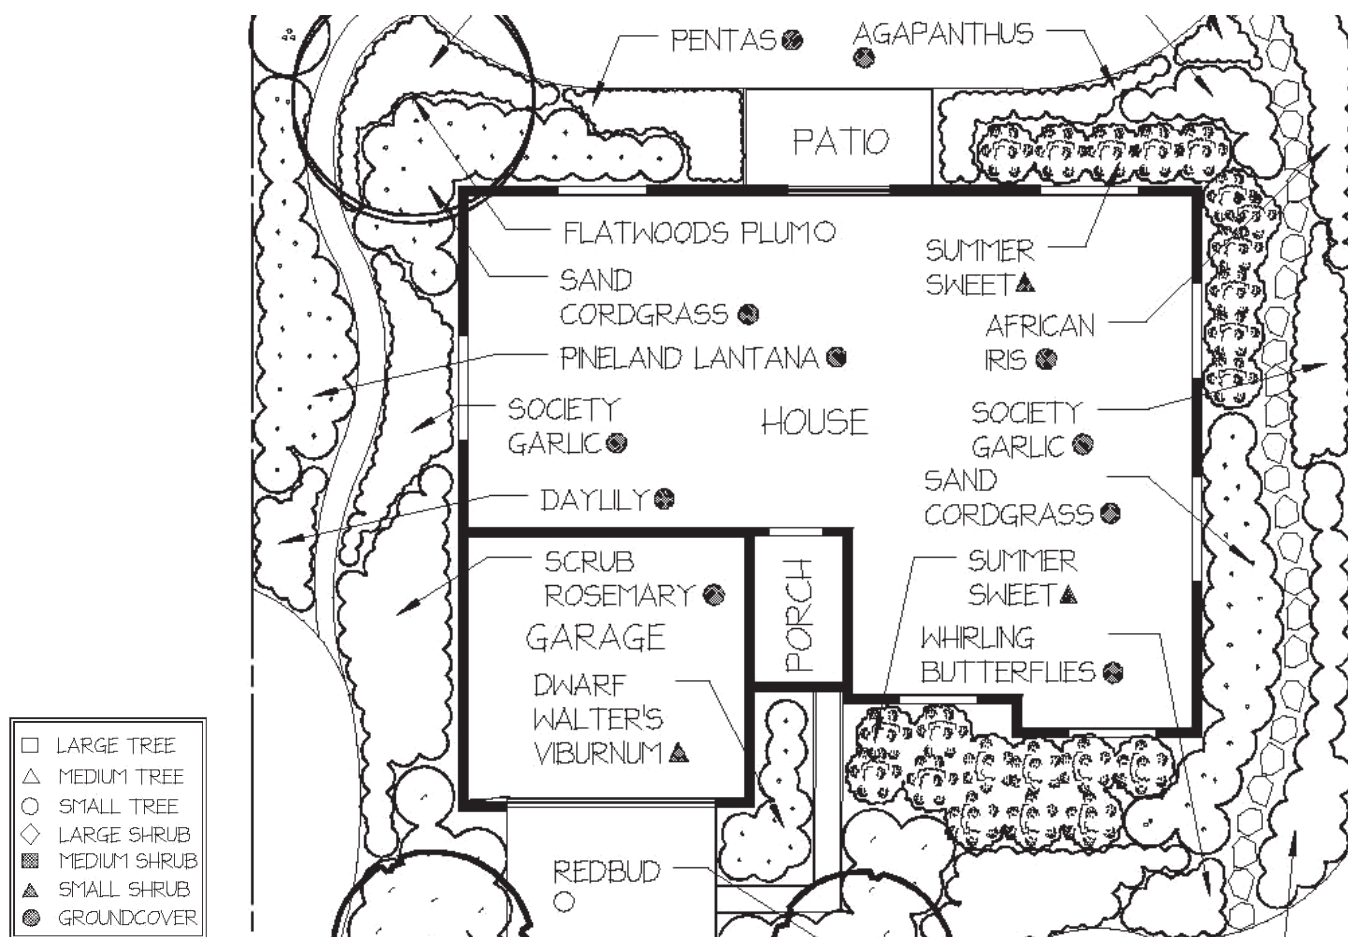 PENTAS
AGAPANTHUS
PATIO
FLATWOODS PLUM
SUMMER
SWEET
SAND
CORDGRASS
AFRICAN
IRIS
PINELAND LANTANA
SOCIETY
GARLIC
HOUSE
SOCIETY
GARLIC
DAYLILY
SAND
CORDGRASS
SCRUB
ROSEMARY
SUMMER
SWEET
GARAGE
PORCH
WHIRLING
BUTTERFLIES
DWARF
WALTER'S
VIBURNUM
REDBUD
LARGE TREE
MEDIUM TREE
SMALL TREE
LARGE SHRUB
MEDIUM SHRUB
SMALL SHRUB
GROUNDCOVER